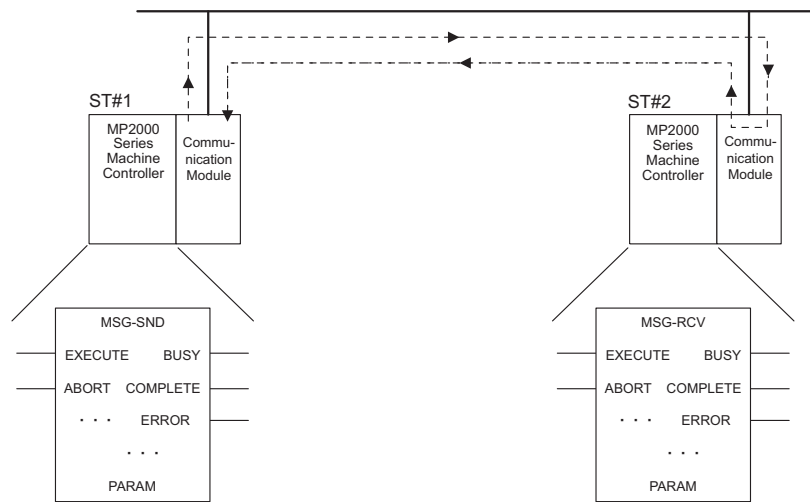 ST#1
MP2000
Series
Machine
Controller
Commu-
nication
Module
ST#2
MP2000
Series
Machine
Controller
Commu-
nication
Module
MSG-SND
EXECUTE BUSY
ABORT COMPLETE
· · · ERROR
· · ·
PARAM
MSG-RCV
EXECUTE BUSY
ABORT COMPLETE
· · · ERROR
· · ·
PARAM